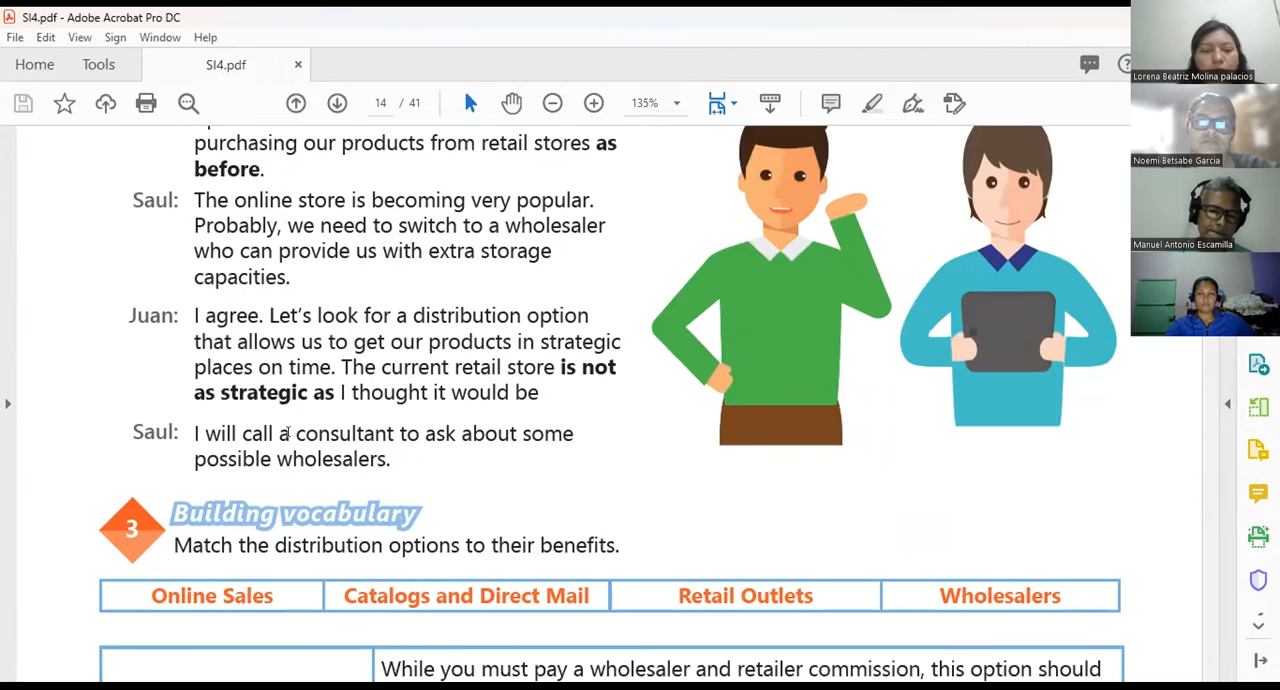 SI4.pdf - Adobe Acrobat Pro DC
File Edit View Sign Window Help
Home Tools SI4.pdf ×
14 / 41 135%
purchasing our products from retail stores as
before.
Saul: The online store is becoming very popular.
Probably, we need to switch to a wholesaler
who can provide us with extra storage
capacities.
Juan: I agree. Let's look for a distribution option
that allows us to get our products in strategic
places on time. The current retail store is not
as strategic as I thought it would be
Saul: I will call a consultant to ask about some
possible wholesalers.
3 Building vocabulary
Match the distribution options to their benefits.
Online Sales Catalogs and Direct Mail Retail Outlets Wholesalers
While you must pay a wholesaler and retailer commission, this option should
Lorena Beatriz Molina palacios
Noemi Betsabe Garcia
Manuel Antonio Escamilla